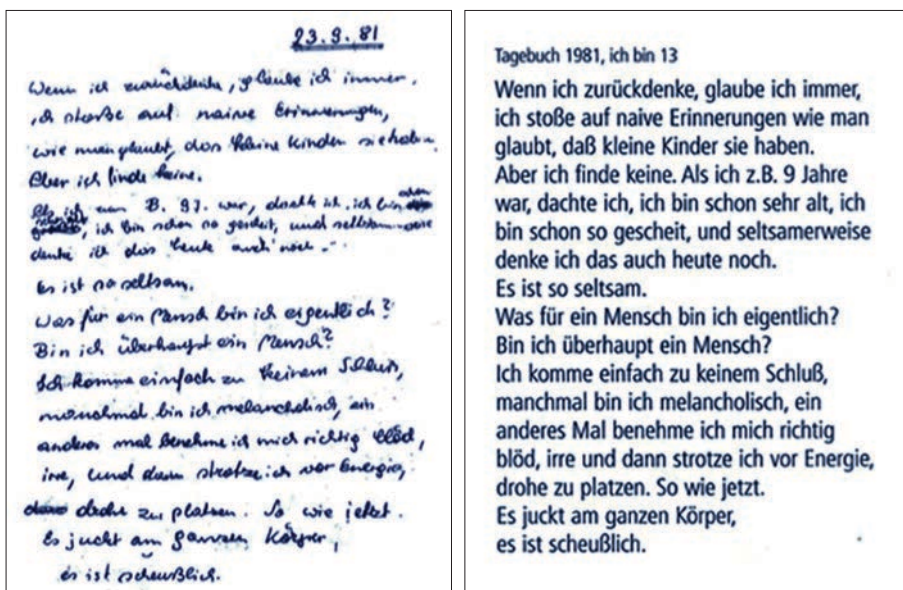 23.9.81
Wenn ich zurückdenke, glaube ich immer,
ich stoße auf naive Erinnerungen,
wie man glaubt, das kleine Kinder sie haben.
Aber ich finde keine.
Als ich zum B. 9J. war, dacht ich, ich bin schon
sehr alt, ich bin schon so gescheit, und seltsamerweise
denke ich das heute auch noch.
Es ist so seltsam.
Was für ein Mensch bin ich eigentlich?
Bin ich überhaupt ein Mensch?
Ich komme einfach zu keinem Schluß,
manchmal bin ich melancholisch, ein
anderes mal benehme ich mich richtig blöd,
irre, und dann strotze ich vor Energie,
drohe zu platzen. So wie jetzt.
Es juckt am ganzen Körper,
es ist scheußlich.
Tagebuch 1981, ich bin 13
Wenn ich zurückdenke, glaube ich immer,
ich stoße auf naive Erinnerungen wie man
glaubt, daß kleine Kinder sie haben.
Aber ich finde keine. Als ich z.B. 9 Jahre
war, dachte ich, ich bin schon sehr alt, ich
bin schon so gescheit, und seltsamerweise
denke ich das auch heute noch.
Es ist so seltsam.
Was für ein Mensch bin ich eigentlich?
Bin ich überhaupt ein Mensch?
Ich komme einfach zu keinem Schluß,
manchmal bin ich melancholisch, ein
anderes Mal benehme ich mich richtig
blöd, irre und dann strotze ich vor Energie,
drohe zu platzen. So wie jetzt.
Es juckt am ganzen Körper,
es ist scheußlich.